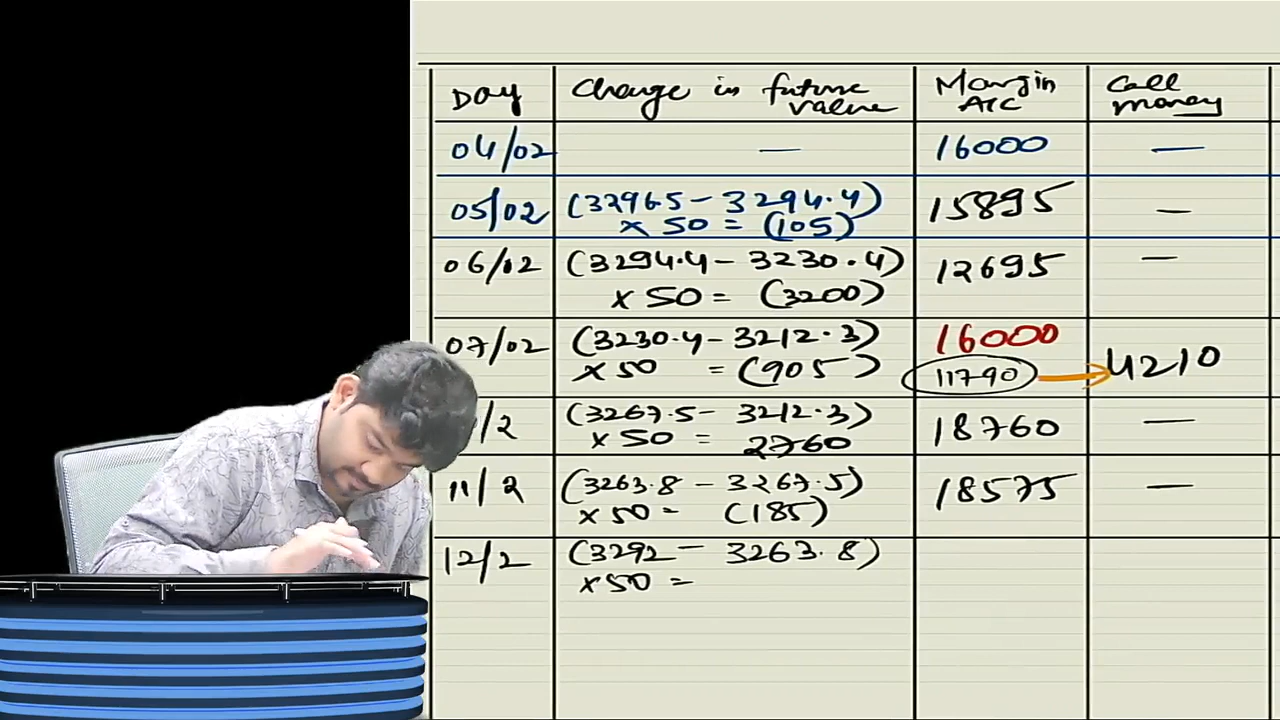 Day Change in future value Margin A/C Call money
04/02 — 16000 —
05/02 (3296.5 - 3294.4) 15895 —
x 50 = (105)
06/02 (3294.4 - 3230.4) 12695 —
x 50 = (3200)
07/02 (3230.4 - 3212.3) 16000
x 50 = (905) 11790 → 4210
/2 (3267.5 - 3212.3) 18760 —
x 50 = 2760
11/2 (3263.8 - 3267.5) 18575 —
x 50 = (185)
12/2 (3292 - 3263.8)
x 50 =